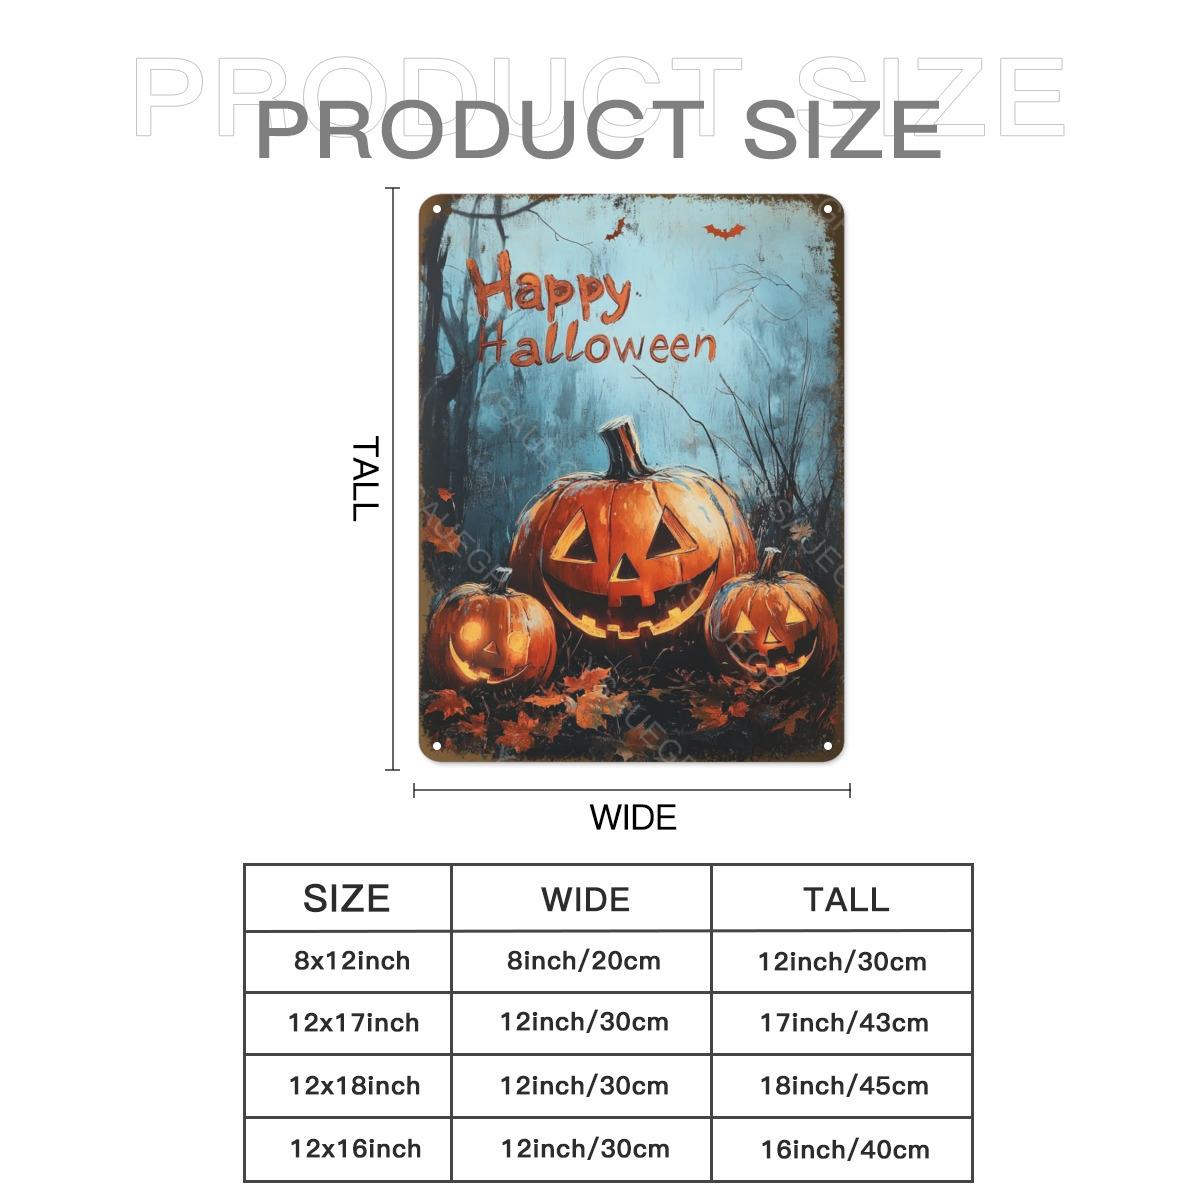 PRODUCT SIZE
PRODUCT SIZE
Happy
Halloween
TALL
WIDE
SIZE WIDE TALL
8x12inch 8inch/20cm 12inch/30cm
12x17inch 12inch/30cm 17inch/43cm
12x18inch 12inch/30cm 18inch/45cm
12x16inch 12inch/30cm 16inch/40cm